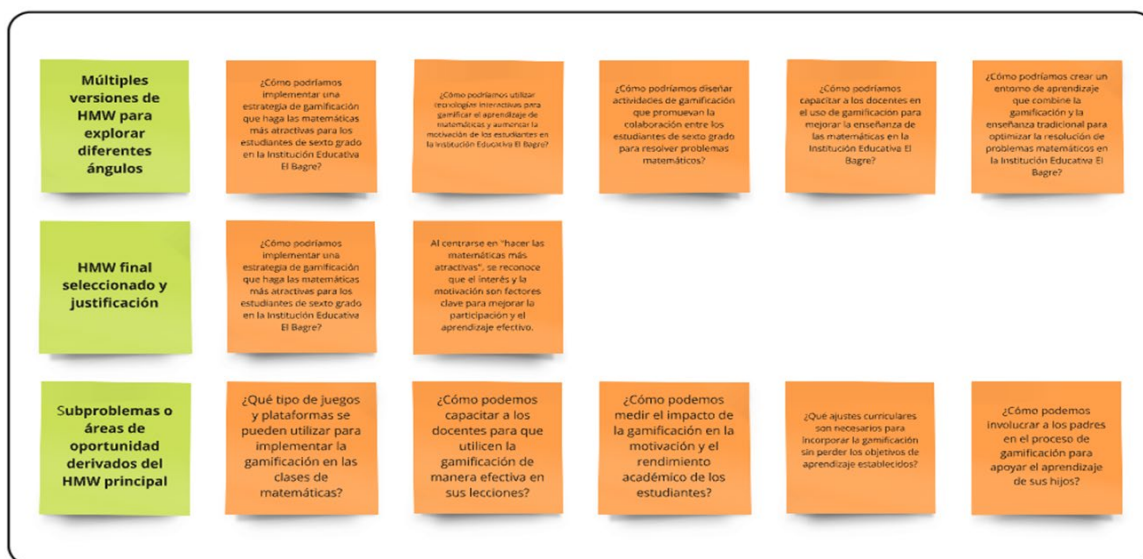 Múltiples
versiones de
HMW para
explorar
diferentes
ángulos
¿Cómo podríamos
implementar una
estrategia de gamificación
que haga las matemáticas
más atractivas para los
estudiantes de sexto grado
en la Institución Educativa
El Bagre?
¿Cómo podríamos utilizar
tecnologías interactivas para
gamificar el aprendizaje de
matemáticas y aumentar la
motivación de los estudiantes en
la Institución Educativa El Bagre?
¿Cómo podríamos diseñar
actividades de gamificación
que promuevan la
colaboración entre los
estudiantes de sexto grado
para resolver problemas
matemáticos?
¿Cómo podríamos
capacitar a los docentes en
el uso de gamificación para
mejorar la enseñanza de
las matemáticas en la
Institución Educativa El
Bagre?
¿Cómo podríamos crear un
entorno de aprendizaje
que combine la
gamificación y la
enseñanza tradicional para
optimizar la resolución de
problemas matemáticos en
la Institución Educativa El
Bagre?
HMW final
seleccionado y
justificación
¿Cómo podríamos
implementar una
estrategia de gamificación
que haga las matemáticas
más atractivas para los
estudiantes de sexto grado
en la Institución Educativa
El Bagre?
Al centrarse en "hacer las
matemáticas más
atractivas", se reconoce
que el interés y la
motivación son factores
clave para mejorar la
participación y el
aprendizaje efectivo.
Subproblemas o
áreas de
oportunidad
derivados del
HMW principal
¿Qué tipo de juegos
y plataformas se
pueden utilizar para
implementar la
gamificación en las
clases de
matemáticas?
¿Cómo podemos
capacitar a los
docentes para que
utilicen la
gamificación de
manera efectiva en
sus lecciones?
¿Cómo podemos
medir el impacto de
la gamificación en la
motivación y el
rendimiento
académico de los
estudiantes?
¿Qué ajustes curriculares
son necesarios para
incorporar la gamificación
sin perder los objetivos de
aprendizaje establecidos?
¿Cómo podemos
involucrar a los padres
en el proceso de
gamificación para
apoyar el aprendizaje
de sus hijos?